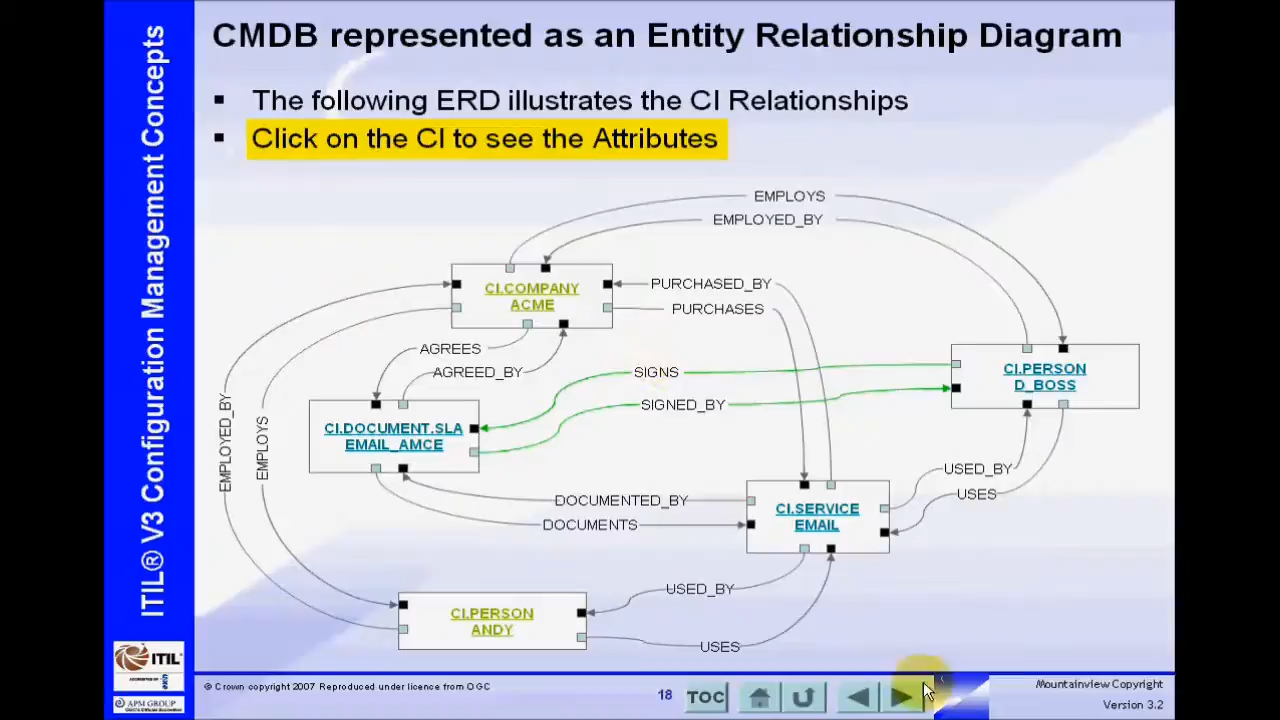 CMDB represented as an Entity Relationship Diagram
ITIL® V3 Configuration Management Concepts
▪ The following ERD illustrates the CI Relationships
▪ Click on the CI to see the Attributes
EMPLOYS
EMPLOYED_BY
CI.COMPANY
ACME
PURCHASED_BY
PURCHASES
AGREES
AGREED_BY
SIGNS
SIGNED_BY
CI.PERSON
D_BOSS
CI.DOCUMENT.SLA
EMAIL_AMCE
EMPLOYED_BY
EMPLOYS
USED_BY
USES
DOCUMENTED_BY
DOCUMENTS
CI.SERVICE
EMAIL
USED_BY
USES
CI.PERSON
ANDY
ITIL
APM GROUP
© Crown copyright 2007 Reproduced under licence from OGC
18
TOC
Mountainview Copyright
Version 3.2